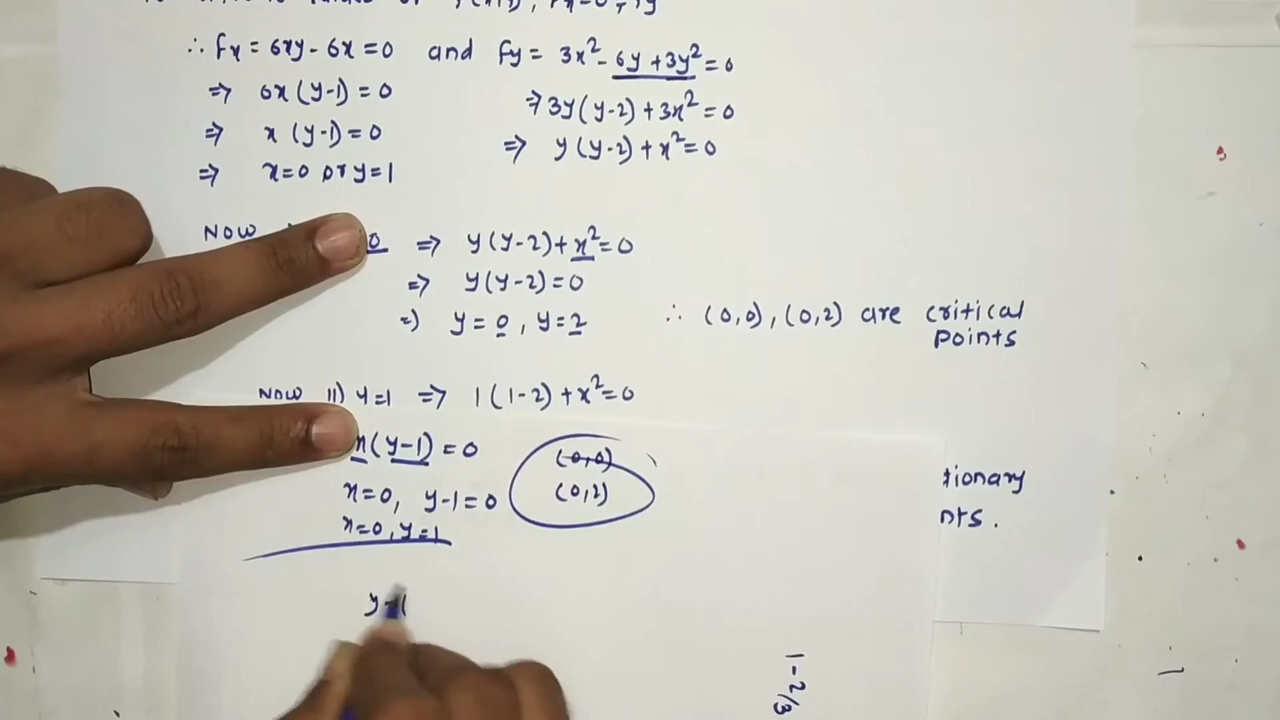 ∴ fx = 6xy - 6x = 0 and fy = 3x² - 6y + 3y² = 0
⇒ 6x (y-1) = 0 ⇒ 3y(y-2) + 3x² = 0
⇒ x (y-1) = 0 ⇒ y(y-2) + x² = 0
⇒ x=0 or y=1
Now 0 ⇒ y(y-2) + x² = 0
⇒ y(y-2) = 0
⇒ y = 0 , y = 2 ∴ (0,0), (0,2) are critical
points
Now ii) y=1 ⇒ 1(1-2) + x² = 0
x(y-1) = 0
x=0, y-1=0
x=0, y=1
(0,0)
(0,2)
tionary
nts.
1-2/3